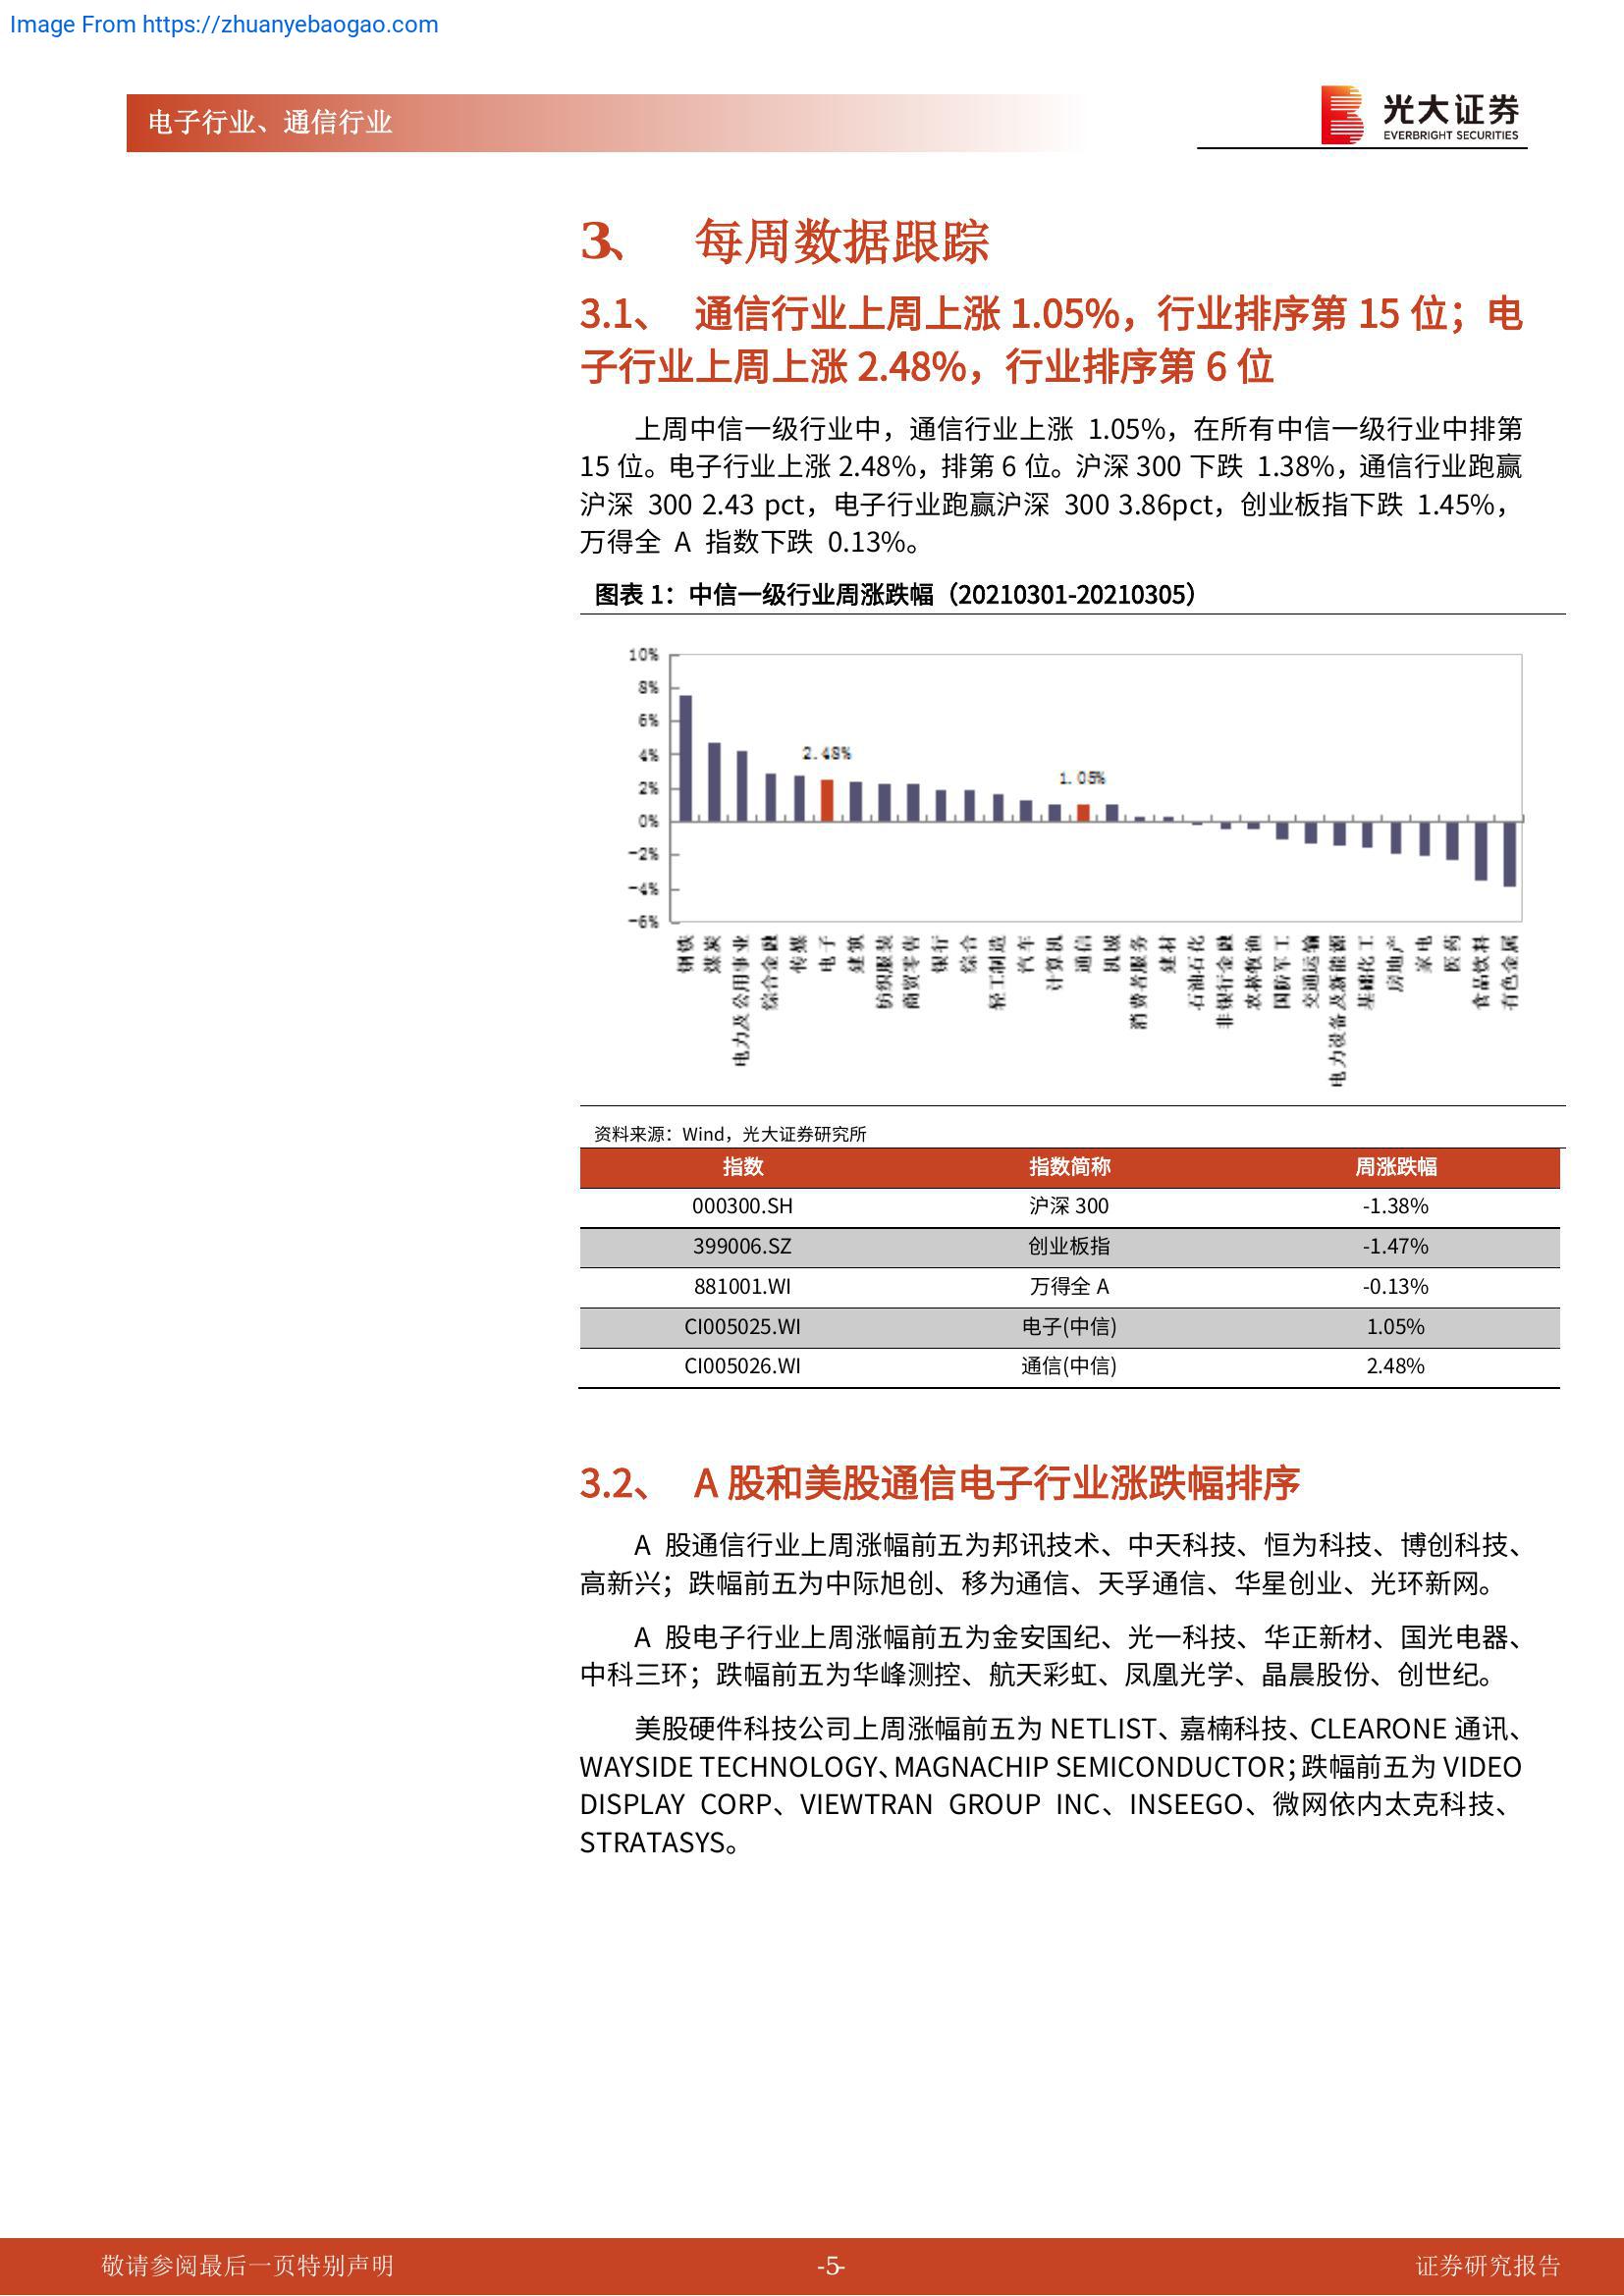 Image From https://zhuanyebaogao.com
电子行业、通信行业
光大证券
EVERBRIGHT SECURITIES
3、 每周数据跟踪
3.1、 通信行业上周上涨 1.05%，行业排序第 15 位；电
子行业上周上涨 2.48%，行业排序第 6 位
上周中信一级行业中，通信行业上涨 1.05%，在所有中信一级行业中排第
15 位。电子行业上涨 2.48%，排第 6 位。沪深 300 下跌 1.38%，通信行业跑赢
沪深 300 2.43 pct，电子行业跑赢沪深 300 3.86pct，创业板指下跌 1.45%，
万得全 A 指数下跌 0.13%。
图表 1：中信一级行业周涨跌幅（20210301-20210305）
10%
8%
6%
4%
2%
0%
-2%
-4%
-6%
2.48%
1.05%
钢铁
煤炭
电力及公用事业
综合金融
传媒
电子
建筑
纺织服装
商贸零售
银行
综合
轻工制造
汽车
计算机
通信
机械
消费者服务
建材
石油石化
非银行金融
农林牧渔
国防军工
交通运输
电力设备及新能源
基础化工
房地产
家电
医药
食品饮料
有色金属
资料来源：Wind，光大证券研究所
指数 指数简称 周涨跌幅
000300.SH 沪深 300 -1.38%
399006.SZ 创业板指 -1.47%
881001.WI 万得全 A -0.13%
CI005025.WI 电子(中信) 1.05%
CI005026.WI 通信(中信) 2.48%
3.2、 A 股和美股通信电子行业涨跌幅排序
A 股通信行业上周涨幅前五为邦讯技术、中天科技、恒为科技、博创科技、
高新兴；跌幅前五为中际旭创、移为通信、天孚通信、华星创业、光环新网。
A 股电子行业上周涨幅前五为金安国纪、光一科技、华正新材、国光电器、
中科三环；跌幅前五为华峰测控、航天彩虹、凤凰光学、晶晨股份、创世纪。
美股硬件科技公司上周涨幅前五为 NETLIST、嘉楠科技、CLEARONE 通讯、
WAYSIDE TECHNOLOGY、MAGNACHIP SEMICONDUCTOR；跌幅前五为 VIDEO
DISPLAY CORP、VIEWTRAN GROUP INC、INSEEGO、微网依内太克科技、
STRATASYS。
敬请参阅最后一页特别声明
-5-
证券研究报告